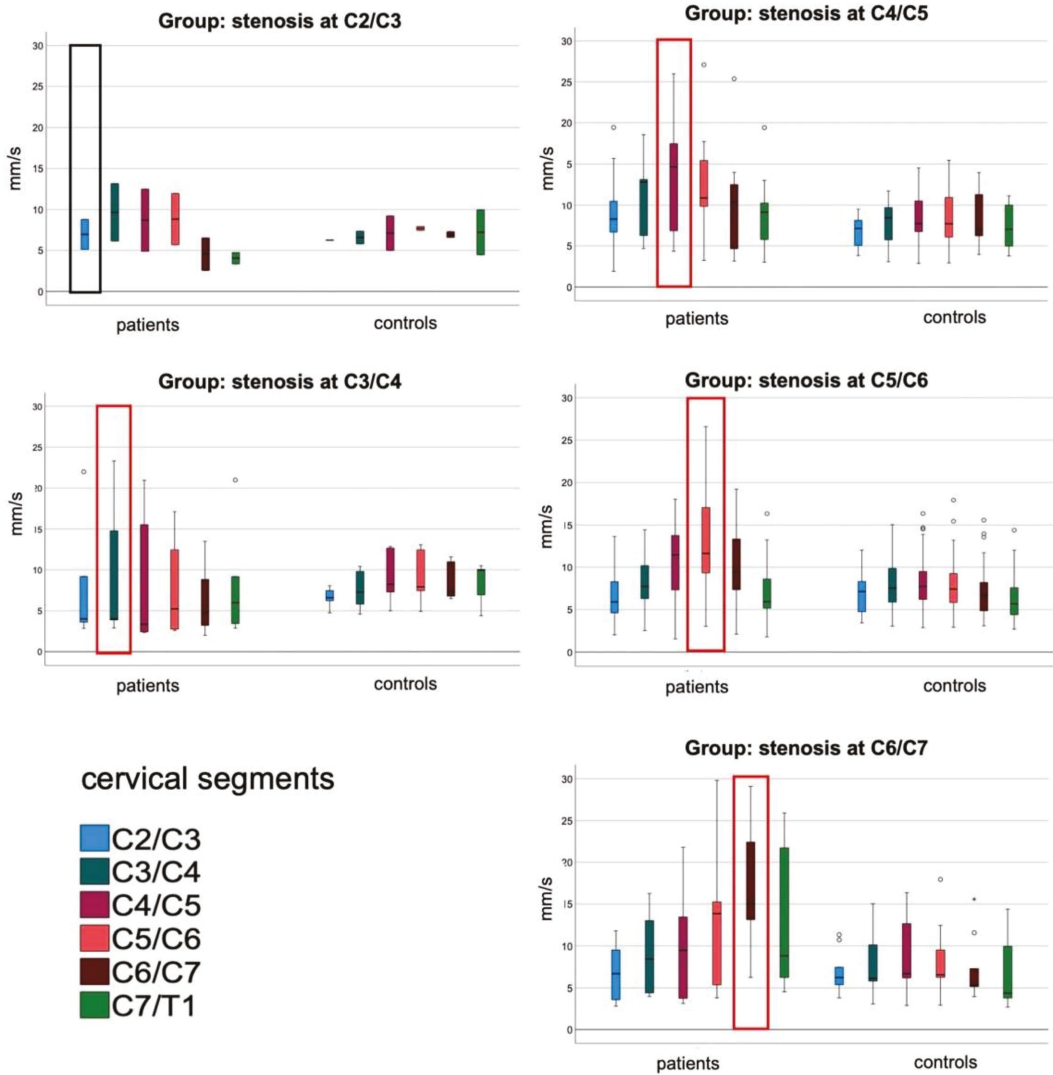 Group: stenosis at C2/C3
30
25
20
15
10
5
0
mm/s
patients
controls
Group: stenosis at C4/C5
30
25
20
5
10
5
0
mm/s
patients
controls
Group: stenosis at C3/C4
30
25
20
15
10
5
0
mm/s
patients
controls
Group: stenosis at C5/C6
30
25
20
15
10
5
0
mm/s
patients
controls
cervical segments
C2/C3
C3/C4
C4/C5
C5/C6
C6/C7
C7/T1
Group: stenosis at C6/C7
30
25
20
15
10
5
0
mm/s
patients
controls